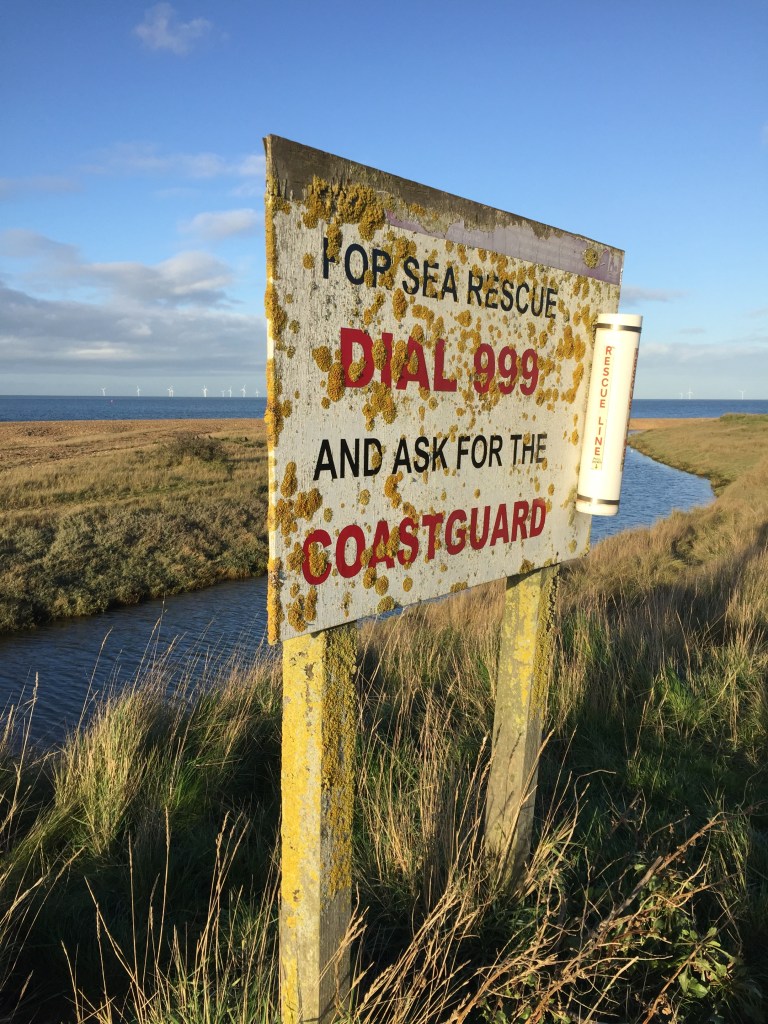 FOR SEA RESCUE
DIAL 999
AND ASK FOR THE
COASTGUARD
RESCUE LINE